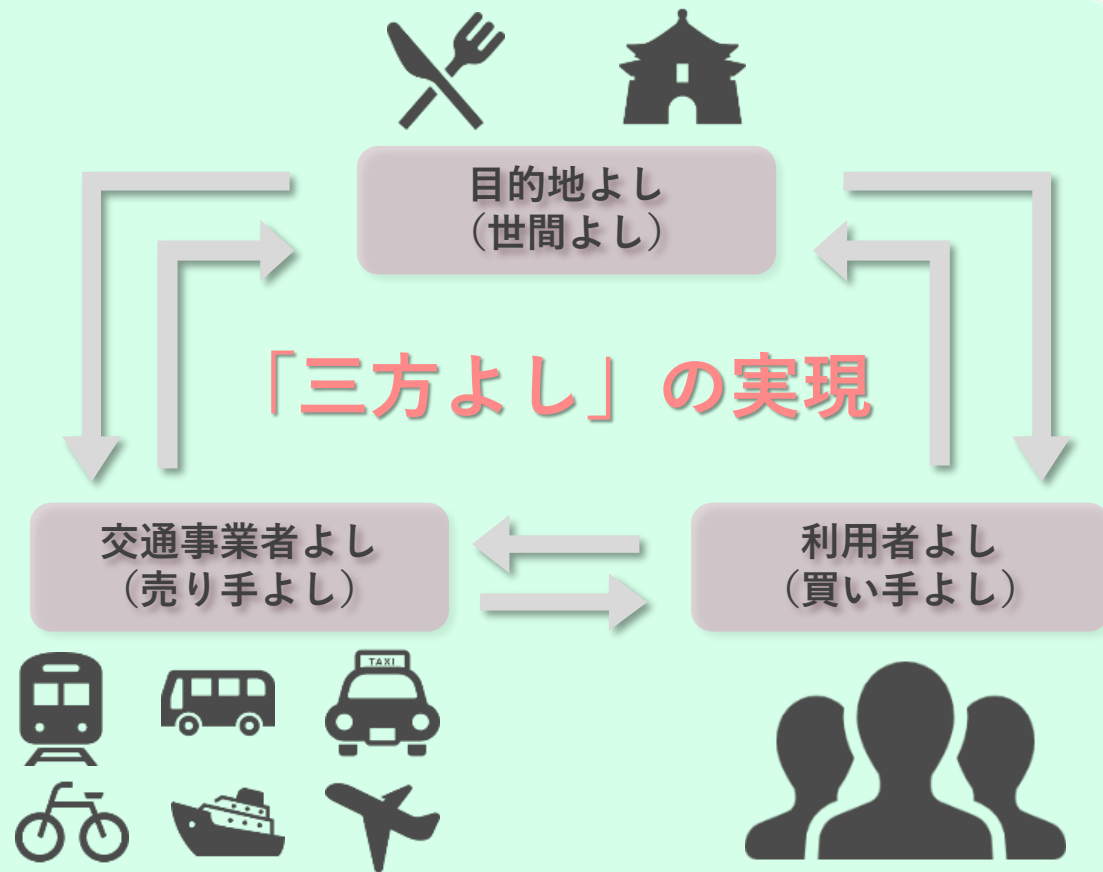 目的地よし
（世間よし）
「三方よし」の実現
交通事業者よし
（売り手よし）
利用者よし
（買い手よし）
TAXI